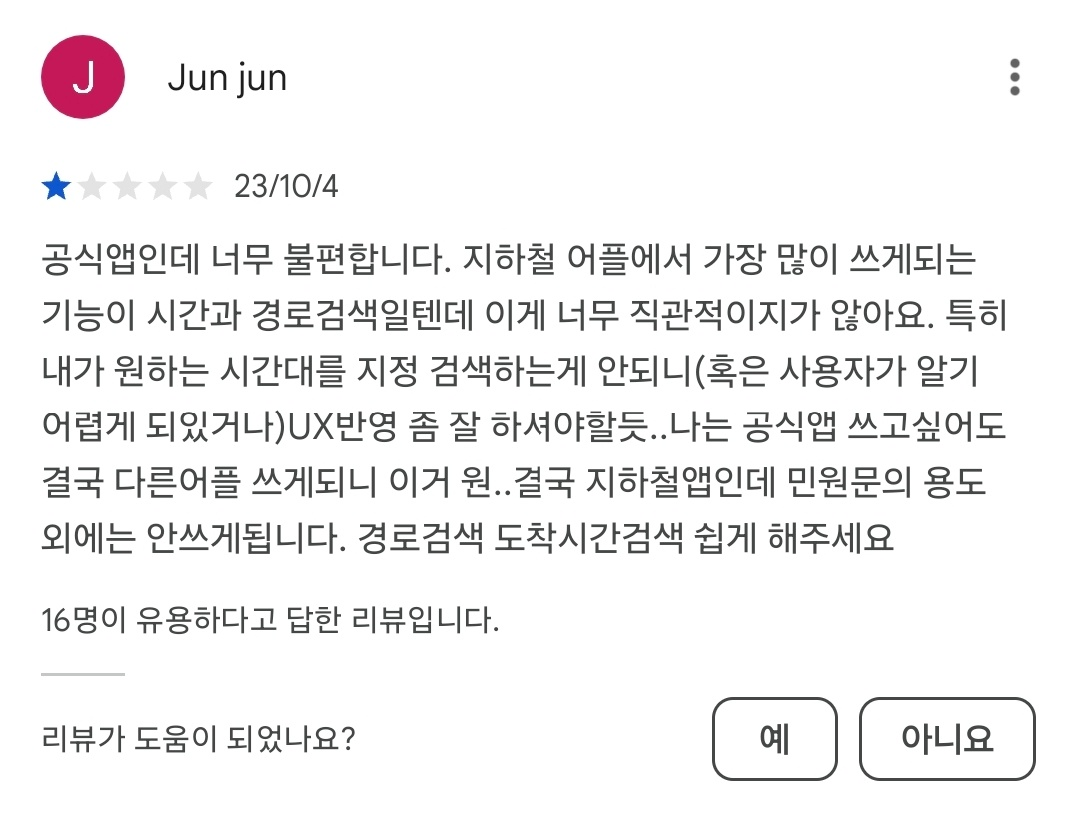 J
Jun jun
23/10/4
공식앱인데 너무 불편합니다. 지하철 어플에서 가장 많이 쓰게되는
기능이 시간과 경로검색일텐데 이게 너무 직관적이지가 않아요. 특히
내가 원하는 시간대를 지정 검색하는게 안되니(혹은 사용자가 알기
어렵게 되있거나)UX반영 좀 잘 하셔야할듯..나는 공식앱 쓰고싶어도
결국 다른어플 쓰게되니 이거 원..결국 지하철앱인데 민원문의 용도
외에는 안쓰게됩니다. 경로검색 도착시간검색 쉽게 해주세요
16명이 유용하다고 답한 리뷰입니다.
리뷰가 도움이 되었나요?
예
아니요